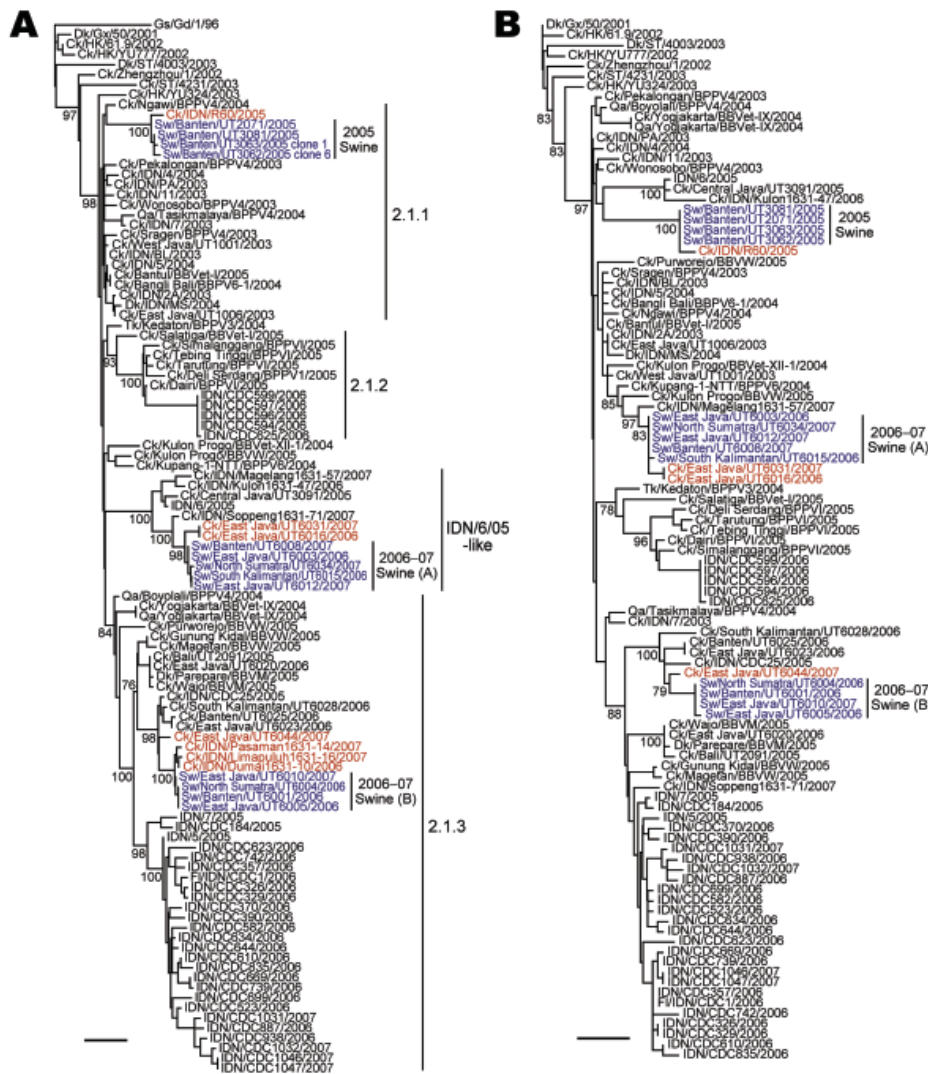 A
Gs/Gd/1/96
Dk/Gx/50/2001
Ck/HK/61.9/2002
Ck/HK/YU777/2002
Dk/ST/4003/2003
Ck/Zhengzhou/1/2002
Ck/ST/4231/2003
97
Ck/HK/YU324/2003
Ck/Ngawi/BPPV4/2004
Ck/IDN/R60/2005
Sw/Banten/UT2071/2005
100
Sw/Banten/UT3081/2005
Sw/Banten/UT3063/2005 clone 1
Sw/Banten/UT3062/2005 clone 6
2005
Swine
Ck/Pekalongan/BPPV4/2003
98
Ck/IDN/4/2004
Ck/IDN/PA/2003
Ck/IDN/11/2003
Ck/Wonosobo/BPPV4/2003
Qa/Tasikmalaya/BPPV4/2004
2.1.1
Ck/IDN/7/2003
Ck/Sragen/BPPV4/2003
Ck/West Java/UT1001/2003
Ck/IDN/BL/2003
Ck/IDN/5/2004
Ck/Bantul/BBVet-I/2005
Ck/Bangli Bali/BPPV6-1/2004
Ck/IDN/2A/2003
Dk/IDN/MS/2004
Ck/East Java/UT1006/2003
Tk/Kedaton/BPPV3/2004
Ck/Salatiga/BBVet-I/2005
Ck/Simalanggang/BPPVI/2005
93
Ck/Tebing Tinggi/BPPVI/2005
Ck/Tarutung/BPPVI/2005
Ck/Deli Serdang/BPPV1/2005
2.1.2
100
Ck/Dairi/BPPVI/2005
IDN/CDC599/2006
IDN/CDC597/2006
IDN/CDC596/2006
IDN/CDC594/2006
IDN/CDC625/2006
Ck/Kulon Progo/BBVet-XII-1/2004
Ck/Kulon Progo/BBVW/2005
Ck/Kupang-1-NTT/BPPV6/2004
Ck/IDN/Magelang1631-57/2007
Ck/IDN/Kuloh1631-47/2006
Ck/Central Java/UT3091/2005
IDN/6/2005
100
Ck/IDN/Soppeng1631-71/2007
Ck/East Java/UT6031/2007
Ck/East Java/UT6016/2006
100
IDN/6/05
-like
98
Sw/Banten/UT6008/2007
Sw/East Java/UT6003/2006
Sw/North Sumatra/UT6034/2007
Sw/South Kalimantan/UT6015/2006
Sw/East Java/UT6012/2007
2006–07
Swine (A)
Qa/Boyolali/BPPV4/2004
Ck/Yogjakarta/BBVet-IX/2004
Qa/Yogjakarta/BBVet-IX/2004
84
Ck/Purworejo/BBVW/2005
Ck/Gunung Kidal/BBVW/2005
Ck/Magetan/BBVW/2005
Ck/Bali/UT2091/2005
Ck/East Java/UT6020/2006
Dk/Parepare/BBVM/2005
76
Ck/Wajo/BBVM/2005
Ck/IDN/CDC25/2005
Ck/South Kalimantan/UT6028/2006
Ck/Banten/UT6025/2006
Ck/East Java/UT6023/2006
98
Ck/East Java/UT6044/2007
Ck/IDN/Pasaman1631-14/2007
Ck/IDN/Limapuluh1631-16/2007
Ck/IDN/Dumai1631-10/2006
100
100
Sw/East Java/UT6010/2007
Sw/North Sumatra/UT6004/2006
Sw/Banten/UT6001/2006
Sw/East Java/UT6005/2006
2006–07
Swine (B)
IDN/7/2005
IDN/CDC184/2005
2.1.3
98
IDN/5/2005
IDN/CDC623/2006
IDN/CDC742/2006
100
IDN/CDC357/2006
Fl/IDN/CDC1/2006
IDN/CDC326/2006
IDN/CDC329/2006
IDN/CDC370/2006
IDN/CDC390/2006
IDN/CDC582/2006
IDN/CDC634/2006
IDN/CDC644/2006
IDN/CDC610/2006
IDN/CDC835/2006
IDN/CDC669/2006
IDN/CDC739/2006
IDN/CDC699/2006
IDN/CDC523/2006
IDN/CDC1031/2007
IDN/CDC887/2006
IDN/CDC938/2006
IDN/CDC1032/2007
IDN/CDC1046/2007
IDN/CDC1047/2007
B
Dk/Gx/50/2001
Ck/HK/61.9/2002
Dk/ST/4003/2003
Ck/HK/YU777/2002
Ck/Zhengzhou/1/2002
Ck/ST/4231/2003
Ck/HK/YU324/2003
83
Ck/Pekalongan/BPPV4/2003
Qa/Boyolali/BPPV4/2004
Ck/Yogjakarta/BBVet-IX/2004
Qa/Yogjakarta/BBVet-IX/2004
83
Ck/IDN/PA/2003
Ck/IDN/4/2004
Ck/IDN/11/2003
Ck/Wonosobo/BPPV4/2003
IDN/6/2005
100
Ck/Central Java/UT3091/2005
Ck/IDN/Kulon1631-47/2006
97
Sw/Banten/UT3081/2005
Sw/Banten/UT2071/2005
Sw/Banten/UT3063/2005
Sw/Banten/UT3062/2005
100
2005
Swine
Ck/IDN/R60/2005
Ck/Purworejo/BBVW/2005
Ck/Sragen/BPPV4/2003
Ck/IDN/BL/2003
Ck/IDN/5/2004
Ck/Bangli Bali/BBPV6-1/2004
Ck/Ngawi/BPPV4/2004
Ck/Bantul/BBVet-I/2005
Ck/IDN/2A/2003
Ck/East Java/UT1006/2003
Dk/IDN/MS/2004
Ck/Kulon Progo/BBVet-XII-1/2004
Ck/West Java/UT1001/2003
Ck/Kupang-1-NTT/BPPV6/2004
85
Ck/Kulon Progo/BBVW/2005
Ck/IDN/Magelang1631-57/2007
97
Sw/East Java/UT6003/2006
83
Sw/North Sumatra/UT6034/2007
Sw/East Java/UT6012/2007
Sw/Banten/UT6008/2007
Sw/South Kalimantan/UT6015/2006
2006–07
Swine (A)
Ck/East Java/UT6031/2007
Ck/East Java/UT6016/2006
Tk/Kedaton/BPPV3/2004
Ck/Salatiga/BBVet-I/2005
78
Ck/Deli Serdang/BPPV1/2005
Ck/Tarutung/BPPVI/2005
Ck/Tebing Tinggi/BPPVI/2005
96
Ck/Dairi/BPPVI/2005
Ck/Simalanggang/BPPVI/2005
IDN/CDC599/2006
IDN/CDC597/2006
IDN/CDC596/2006
IDN/CDC594/2006
IDN/CDC625/2006
Qa/Tasikmalaya/BPPV4/2004
Ck/IDN/7/2003
Ck/South Kalimantan/UT6028/2006
Ck/Banten/UT6025/2006
100
Ck/East Java/UT6023/2006
Ck/IDN/CDC25/2005
Ck/East Java/UT6044/2007
Sw/North Sumatra/UT6004/2006
79
Sw/Banten/UT6001/2006
Sw/East Java/UT6010/2007
Sw/East Java/UT6005/2006
2006–07
Swine (B)
88
Ck/Wajo/BBVM/2005
Ck/East Java/UT6020/2006
100
Dk/Parepare/BBVM/2005
Ck/Bali/UT2091/2005
Ck/Gunung Kidal/BBVW/2005
Ck/Magetan/BBVW/2005
Ck/IDN/Soppeng1631-71/2007
IDN/7/2005
IDN/CDC184/2005
IDN/5/2005
IDN/CDC370/2006
IDN/CDC390/2006
IDN/CDC1031/2007
IDN/CDC938/2006
IDN/CDC1032/2007
IDN/CDC887/2006
IDN/CDC699/2006
IDN/CDC582/2006
IDN/CDC523/2006
IDN/CDC634/2006
IDN/CDC644/2006
IDN/CDC623/2006
IDN/CDC669/2006
IDN/CDC739/2006
IDN/CDC1046/2007
IDN/CDC1047/2007
IDN/CDC357/2006
Fl/IDN/CDC1/2006
IDN/CDC742/2006
IDN/CDC326/2006
IDN/CDC329/2006
IDN/CDC610/2006
IDN/CDC835/2006